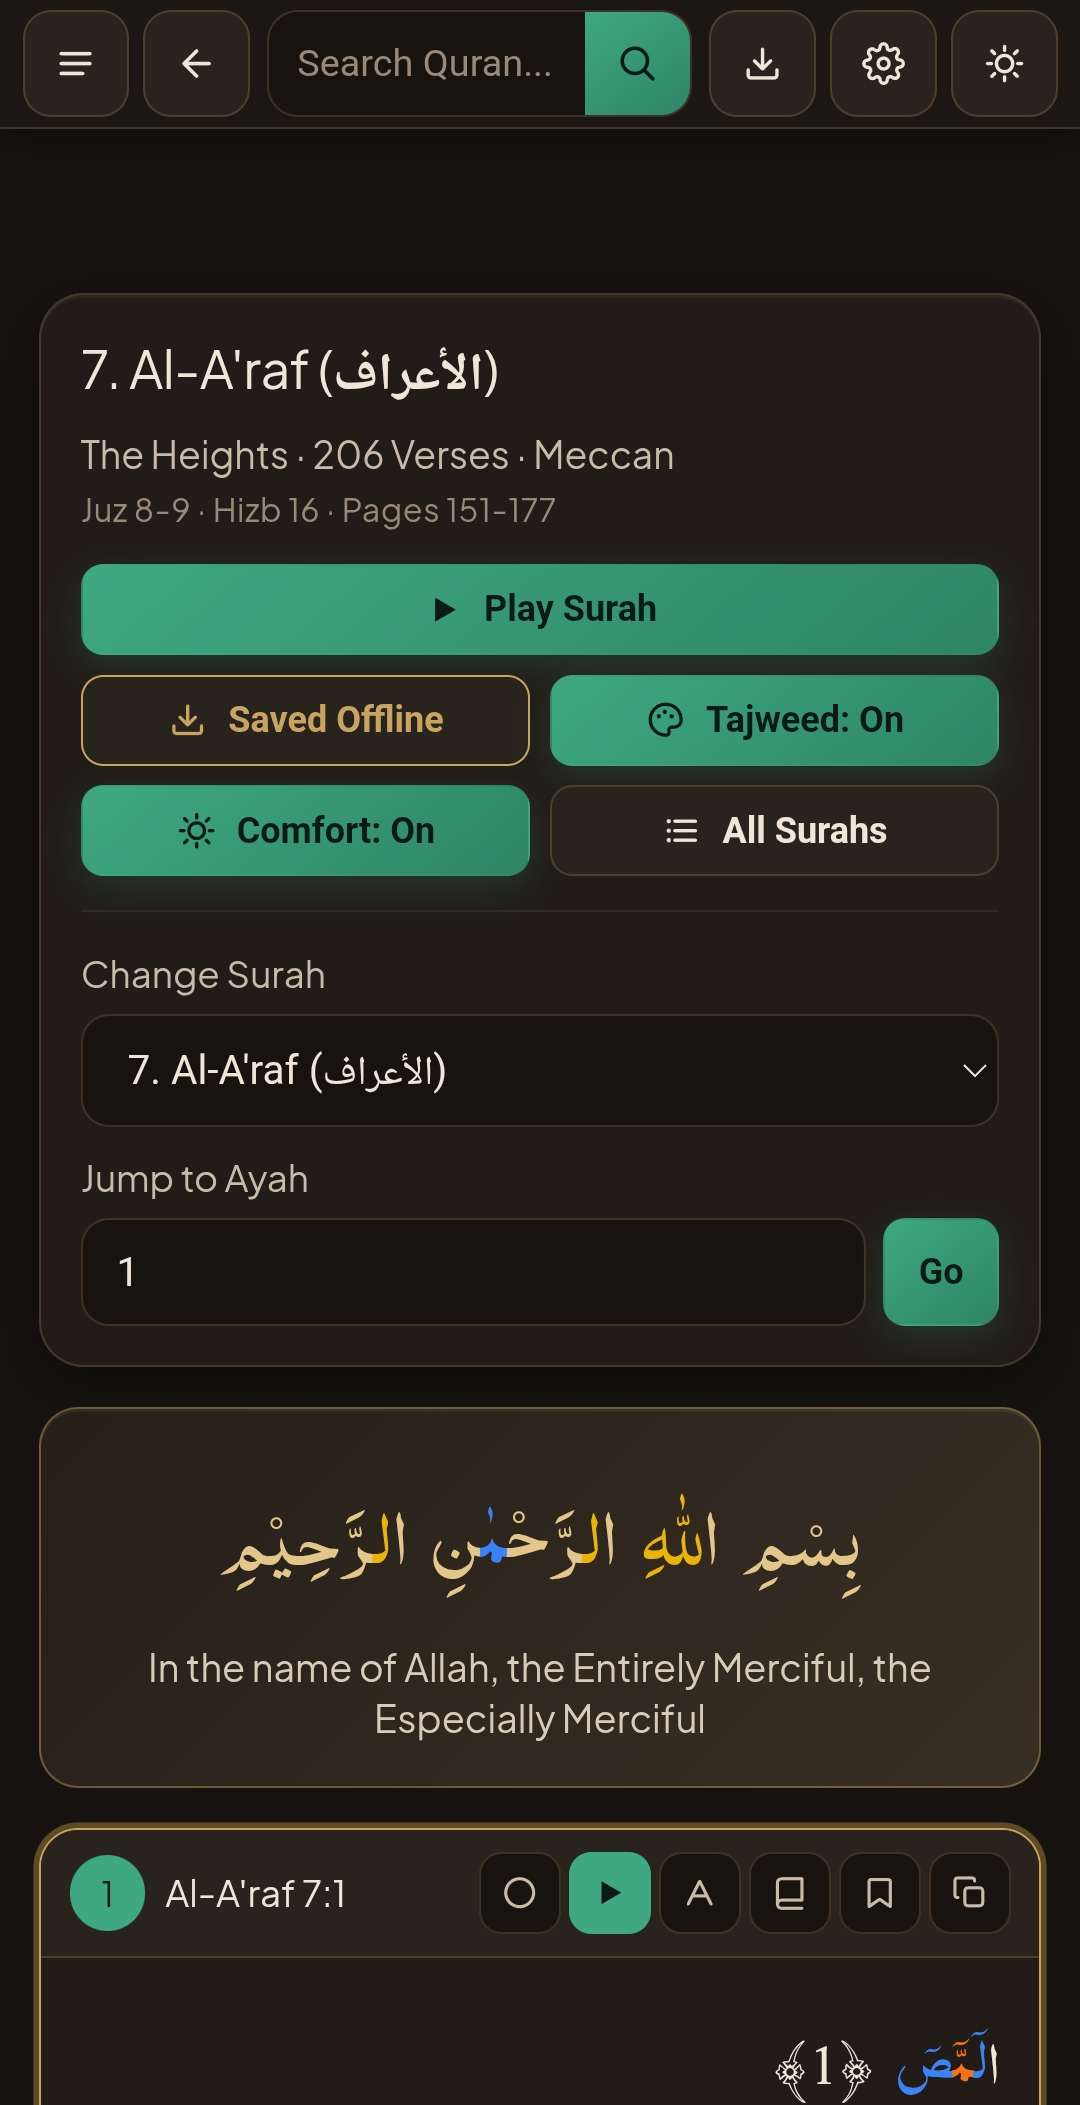 Search Quran...
7. Al-A'raf (الأعراف)
The Heights · 206 Verses · Meccan
Juz 8-9 · Hizb 16 · Pages 151-177
Play Surah
Saved Offline
Tajweed: On
Comfort: On
All Surahs
Change Surah
7. Al-A'raf (الأعراف)
Jump to Ayah
1
Go
بِسْمِ اللّٰهِ الرَّحْمٰنِ الرَّحِيْمِ
In the name of Allah, the Entirely Merciful, the
Especially Merciful
1 Al-A'raf 7:1
الٓمّٓصٓ ﴿1﴾